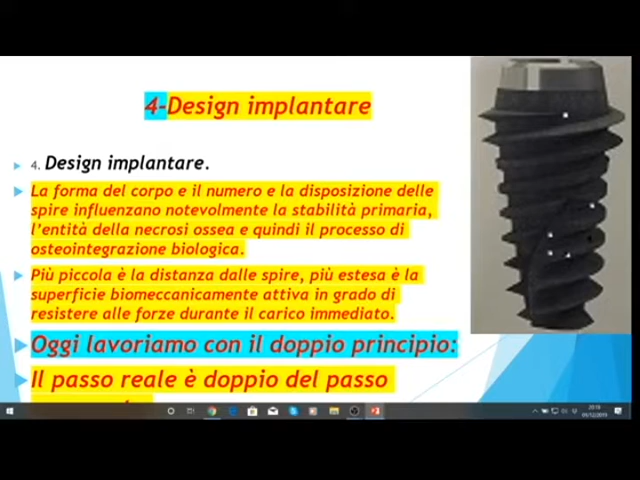 4-Design implantare
4. Design implantare.
La forma del corpo e il numero e la disposizione delle
spire influenzano notevolmente la stabilità primaria,
l'entità della necrosi ossea e quindi il processo di
osteointegrazione biologica.
Più piccola è la distanza dalle spire, più estesa è la
superficie biomeccanicamente attiva in grado di
resistere alle forze durante il carico immediato.
Oggi lavoriamo con il doppio principio:
Il passo reale è doppio del passo